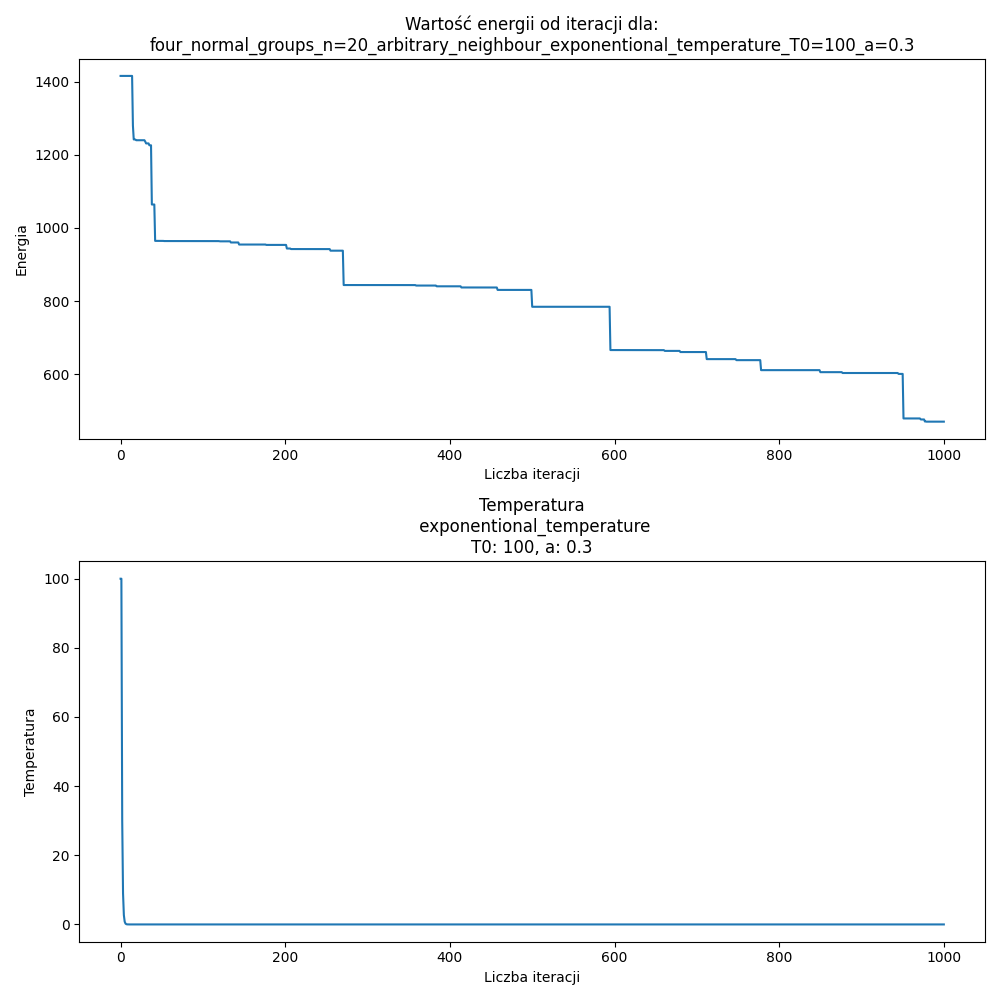 Wartość energii od iteracji dla:
four_normal_groups_n=20_arbitrary_neighbour_exponentional_temperature_T0=100_a=0.3
1400
1200
1000
800
600
Energia
0 200 400 600 800 1000
Liczba iteracji
Temperatura
exponentional_temperature
T0: 100, a: 0.3
100
80
60
40
20
0
Temperatura
0 200 400 600 800 1000
Liczba iteracji